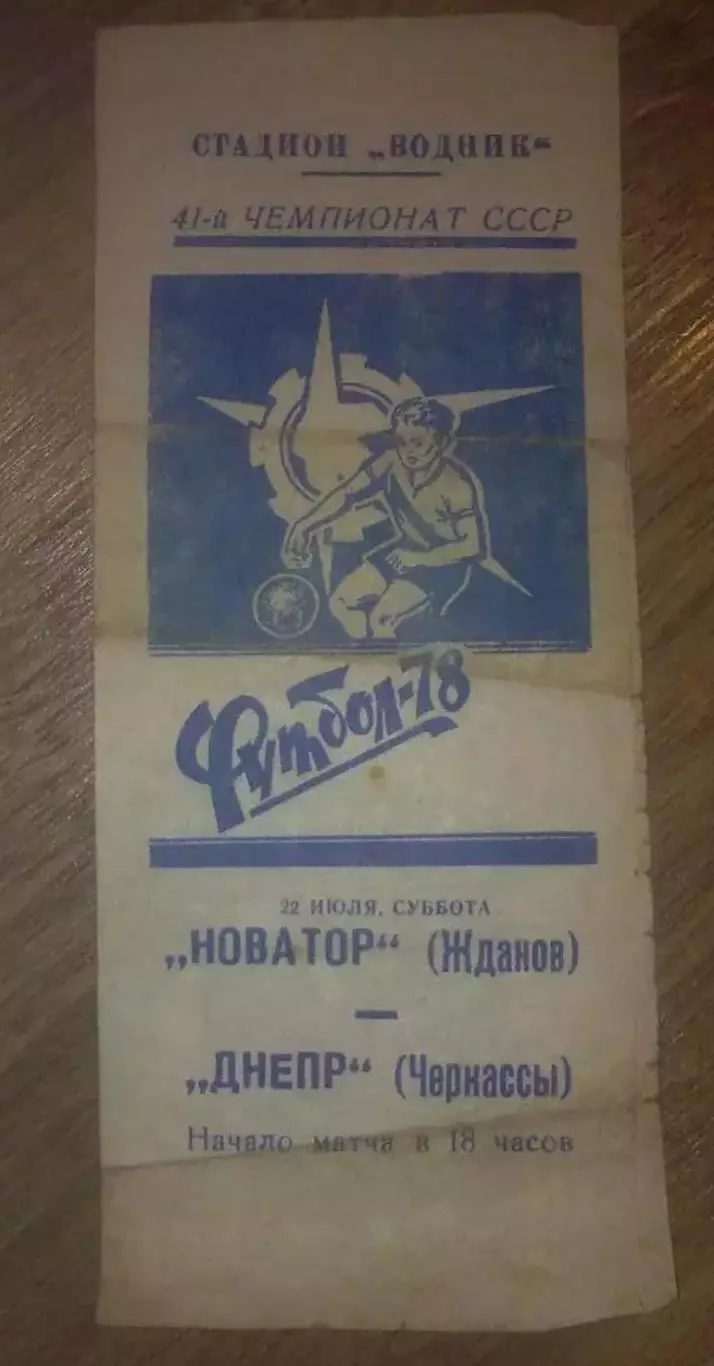 СТАДИОН „ВОДНИК“
41-й ЧЕМПИОНАТ СССР
Футбол-78
22 ИЮЛЯ, СУББОТА
„НОВАТОР“ (Жданов)
—
„ДНЕПР“ (Черкассы)
Начало матча в 18 часов